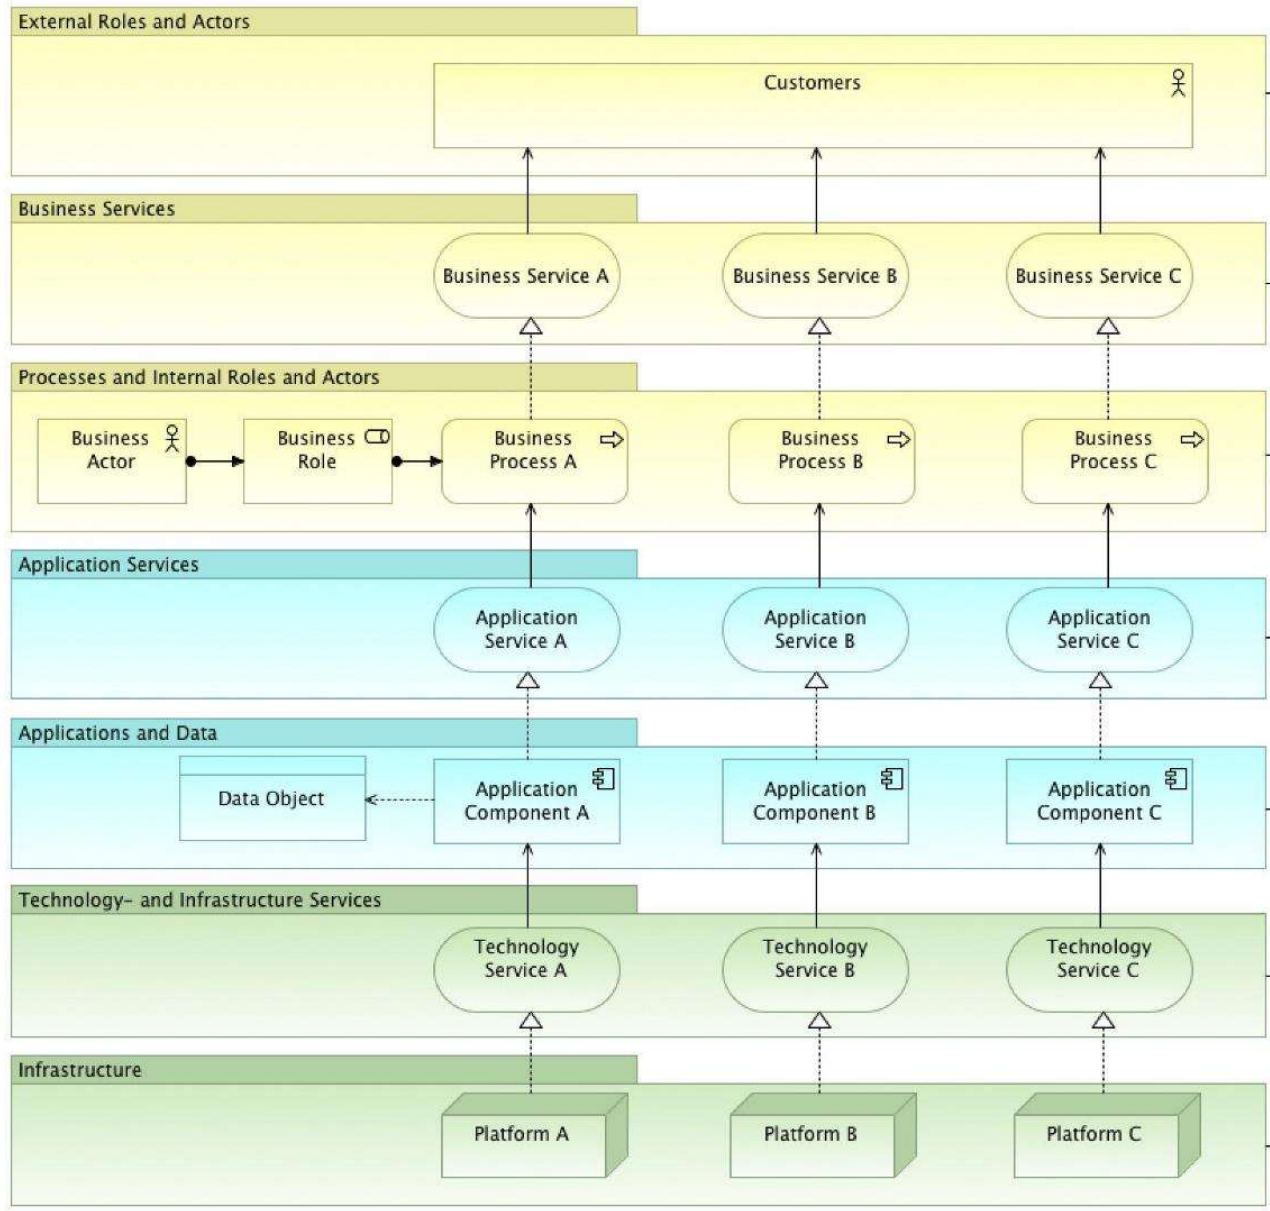 External Roles and Actors
Customers
Business Services
Business Service A
Business Service B
Business Service C
Processes and Internal Roles and Actors
Business
Actor
Business
Role
Business
Process A
Business
Process B
Business
Process C
Application Services
Application
Service A
Application
Service B
Application
Service C
Applications and Data
Data Object
Application
Component A
Application
Component B
Application
Component C
Technology- and Infrastructure Services
Technology
Service A
Technology
Service B
Technology
Service C
Infrastructure
Platform A
Platform B
Platform C